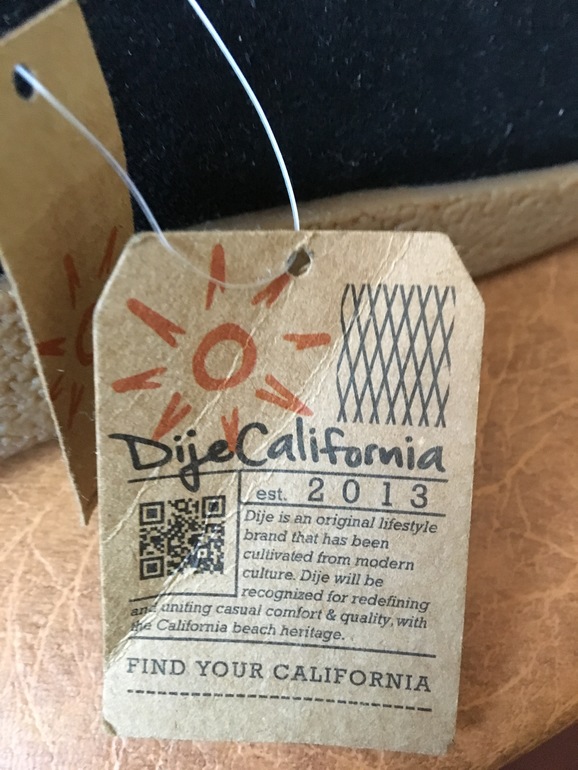 DijeCalifornia
est. 2013
Dije is an original lifestyle
brand that has been
cultivated from modern
culture. Dije will be
recognized for redefining
and uniting casual comfort & quality, with
the California beach heritage.
FIND YOUR CALIFORNIA